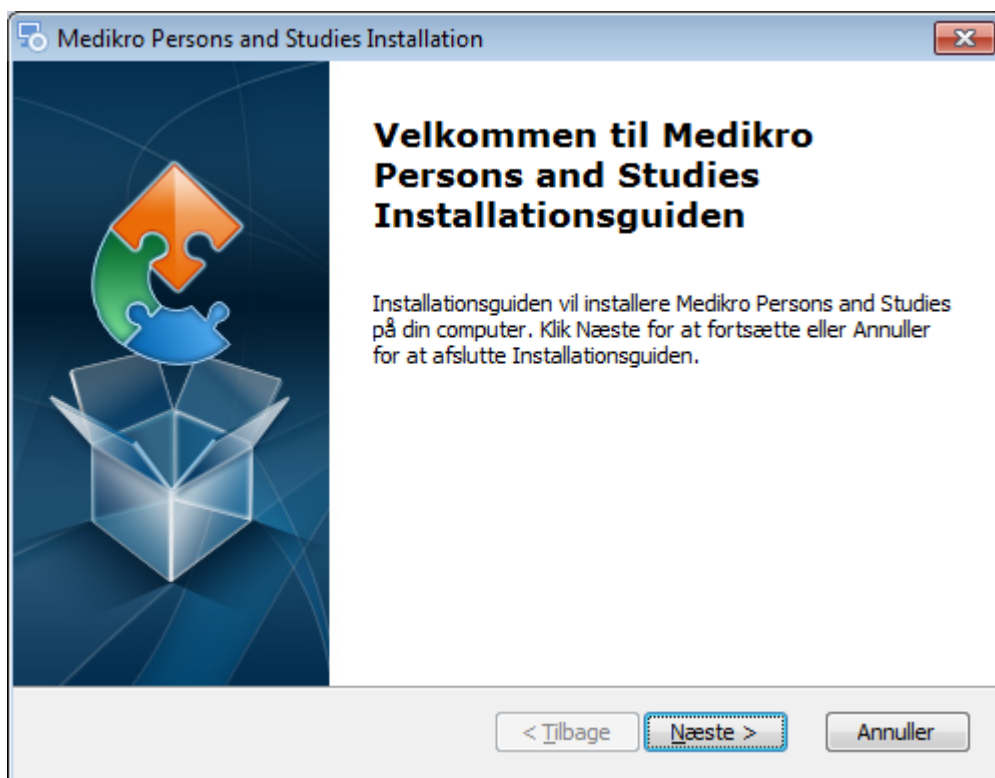 Medikro Persons and Studies Installation
Velkommen til Medikro
Persons and Studies
Installationsguiden
Installationsguiden vil installere Medikro Persons and Studies
på din computer. Klik Næste for at fortsætte eller Annuller
for at afslutte Installationsguiden.
< Tilbage Næste > Annuller